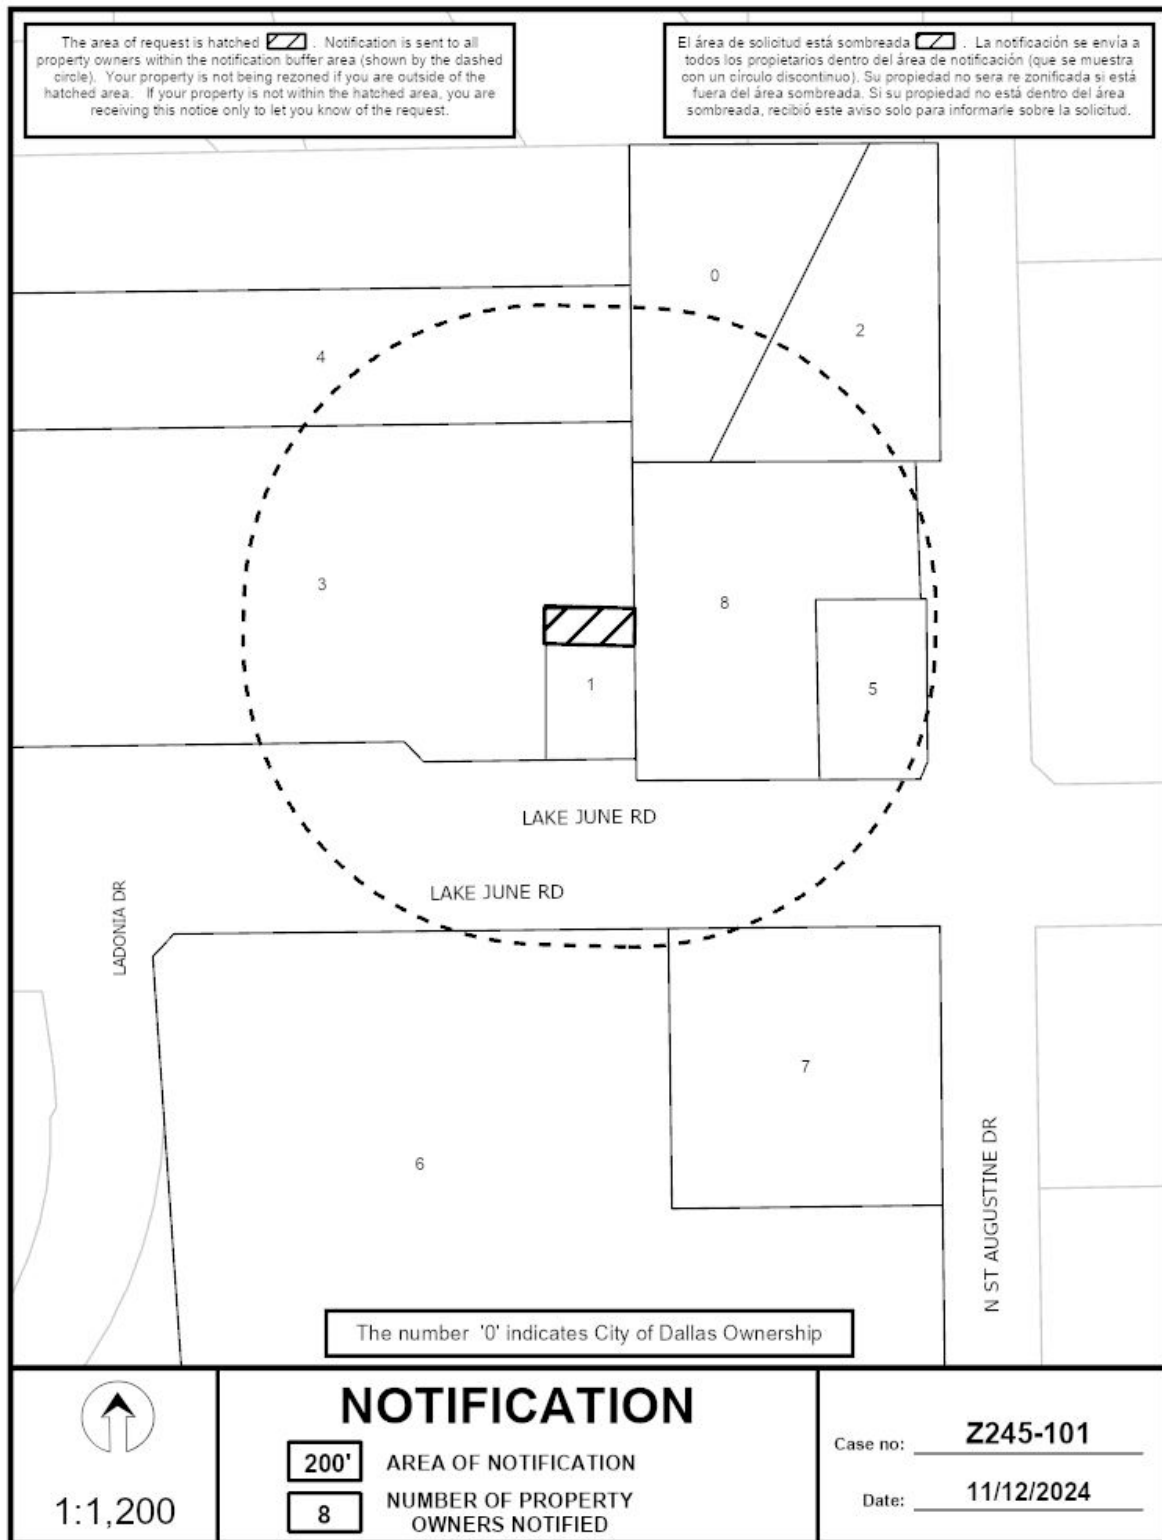 The area of request is hatched . Notification is sent to all
property owners within the notification buffer area (shown by the dashed
circle). Your property is not being rezoned if you are outside of the
hatched area. If your property is not within the hatched area, you are
receiving this notice only to let you know of the request.
El área de solicitud está sombreada . La notificación se envía a
todos los propietarios dentro del área de notificación (que se muestra
con un círculo discontinuo). Su propiedad no sera re zonificada si está
fuera del área sombreada. Si su propiedad no está dentro del área
sombreada, recibió este aviso solo para informarle sobre la solicitud.
0
2
4
3
8
1
5
LAKE JUNE RD
LAKE JUNE RD
LADONIA DR
7
6
N ST AUGUSTINE DR
The number '0' indicates City of Dallas Ownership
1:1,200
NOTIFICATION
200' AREA OF NOTIFICATION
8 NUMBER OF PROPERTY
OWNERS NOTIFIED
Case no: Z245-101
Date: 11/12/2024